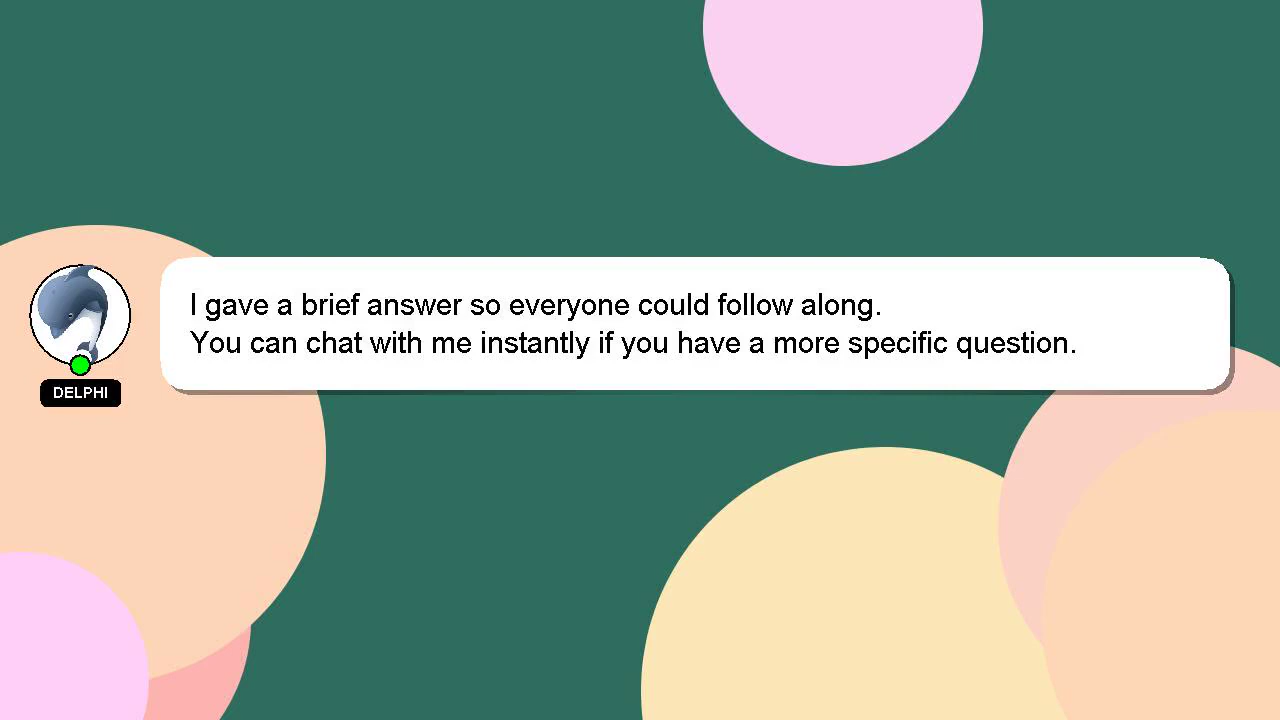 I gave a brief answer so everyone could follow along.
You can chat with me instantly if you have a more specific question.
DELPHI